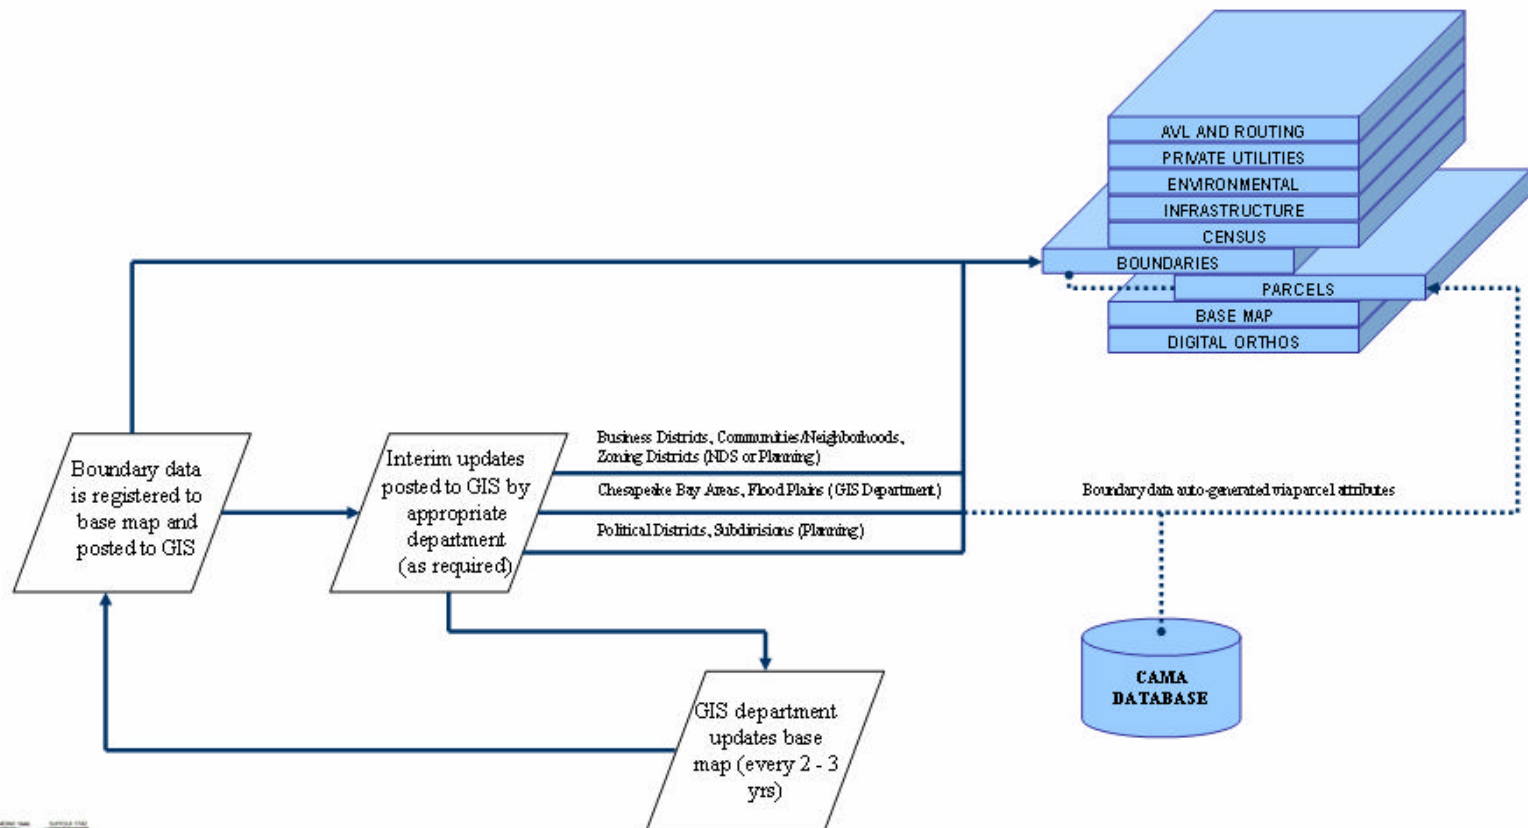 AVL AND ROUTING
PRIVATE UTILITIES
ENVIRONMENTAL
INFRASTRUCTURE
CENSUS
BOUNDARIES
PARCELS
BASE MAP
DIGITAL ORTHOS
Boundary data
is registered to
base map and
posted to GIS
Interim updates
posted to GIS by
appropriate
department
(as required)
Business Districts, Communities/Neighborhoods,
Zoning Districts (NDS or Planning)
Chesapeake Bay Areas, Flood Plains (GIS Department)
Political Districts, Subdivisions (Planning)
Boundary data auto-generated via parcel attributes
CAMA
DATABASE
GIS department
updates base
map (every 2 - 3
yrs)